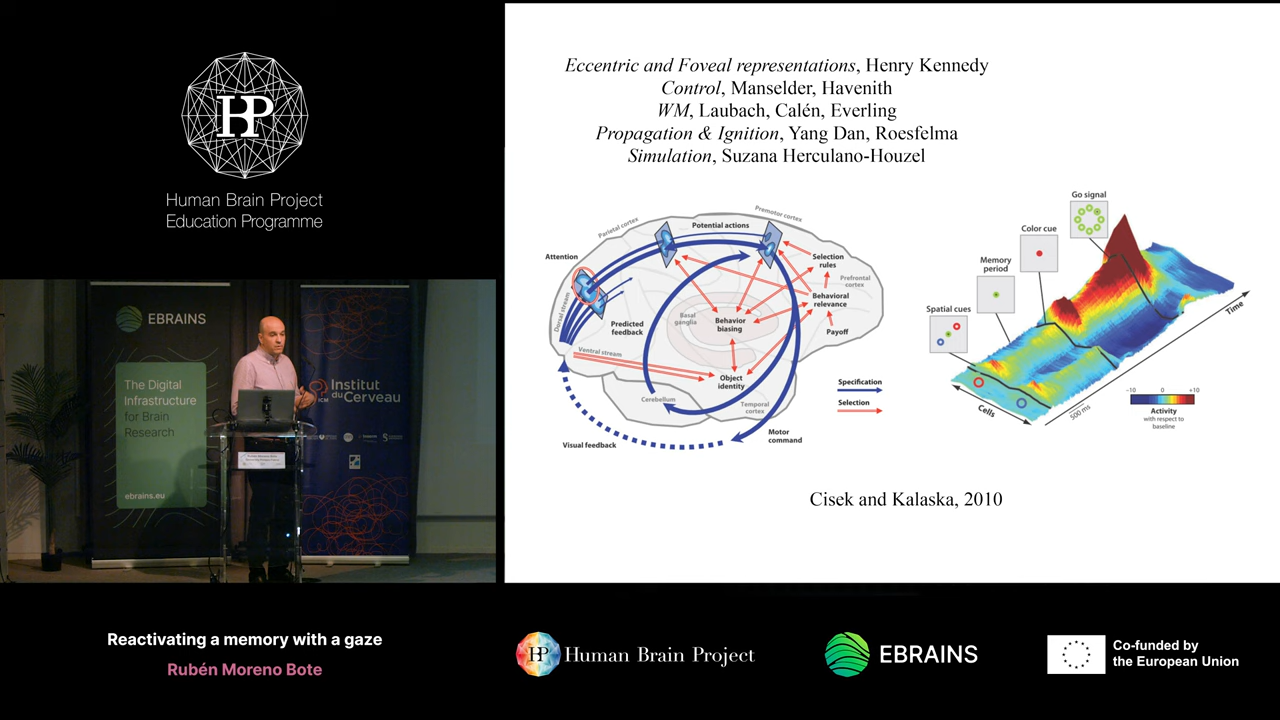 HP
Human Brain Project
Education Programme
EBRAINS
The Digital
Infrastructure
for Brain
Research
ebrains.eu
Institut
du Cerveau
ICM
Eccentric and Foveal representations, Henry Kennedy
Control, Manselder, Havenith
WM, Laubach, Calén, Everling
Propagation & Ignition, Yang Dan, Roesfelma
Simulation, Suzana Herculano-Houzel
Parietal cortex
Potential actions
Premotor cortex
Attention
Selection
rules
Prefrontal
cortex
Dorsal stream
Behavioral
relevance
Predicted
feedback
Basal
ganglia
Behavior
biasing
Payoff
Ventral stream
Object
identity
Cerebellum
Temporal
cortex
Specification
Selection
Visual feedback
Motor
command
Go signal
Color cue
Memory
period
Spatial cues
Time
Cells
500 ms
-10 0 +10
Activity
with respect to
baseline
Cisek and Kalaska, 2010
Reactivating a memory with a gaze
Rubén Moreno Bote
HP Human Brain Project
EBRAINS
Co-funded by
the European Union